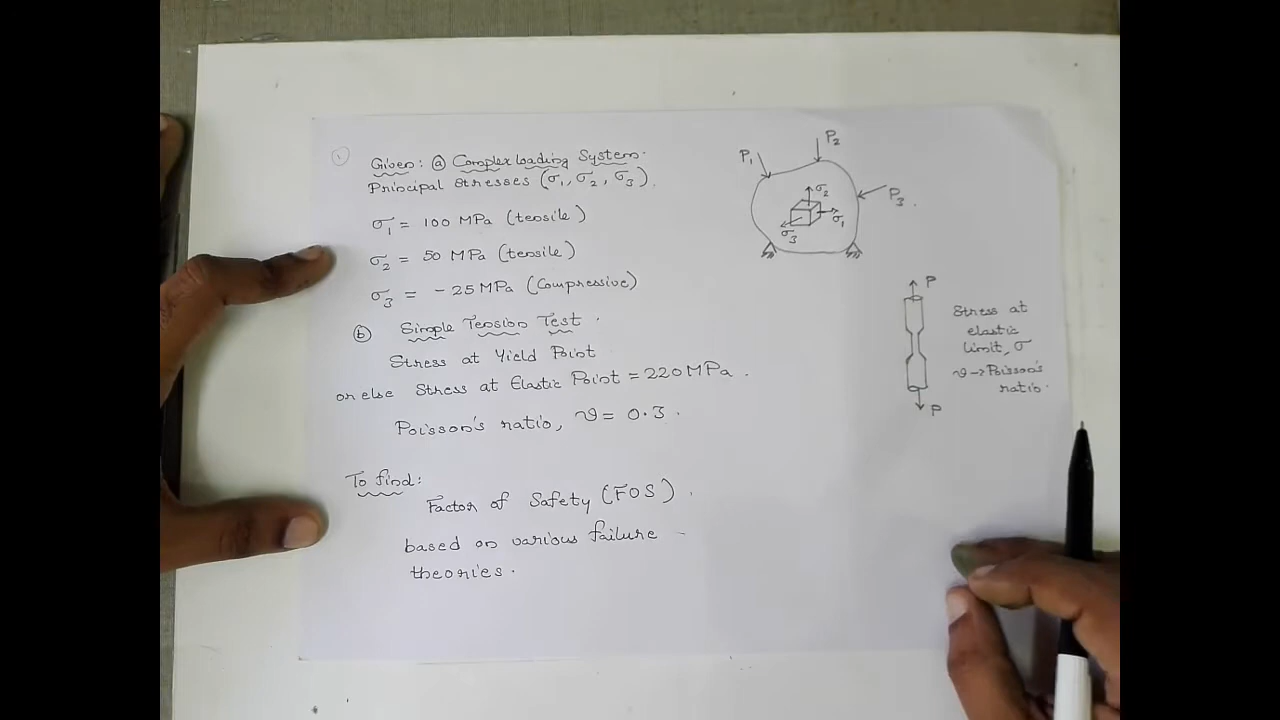 ①
Given: ⓐ Complex loading System.
Principal Stresses (σ1, σ2, σ3).
σ1 = 100 MPa (tensile)
σ2 = 50 MPa (tensile)
σ3 = - 25 MPa (Compressive)
ⓑ Simple Tension Test.
Stress at Yield Point
or else Stress at Elastic Point = 220 MPa.
Poisson's ratio, ϑ = 0.3.
To find:
Factor of Safety (FOS).
based on various failure -
theories.
P1
P2
P3.
σ2
σ1
σ3
P
Stress at
elastic
limit, σ
ϑ → Poisson's
ratio.
P